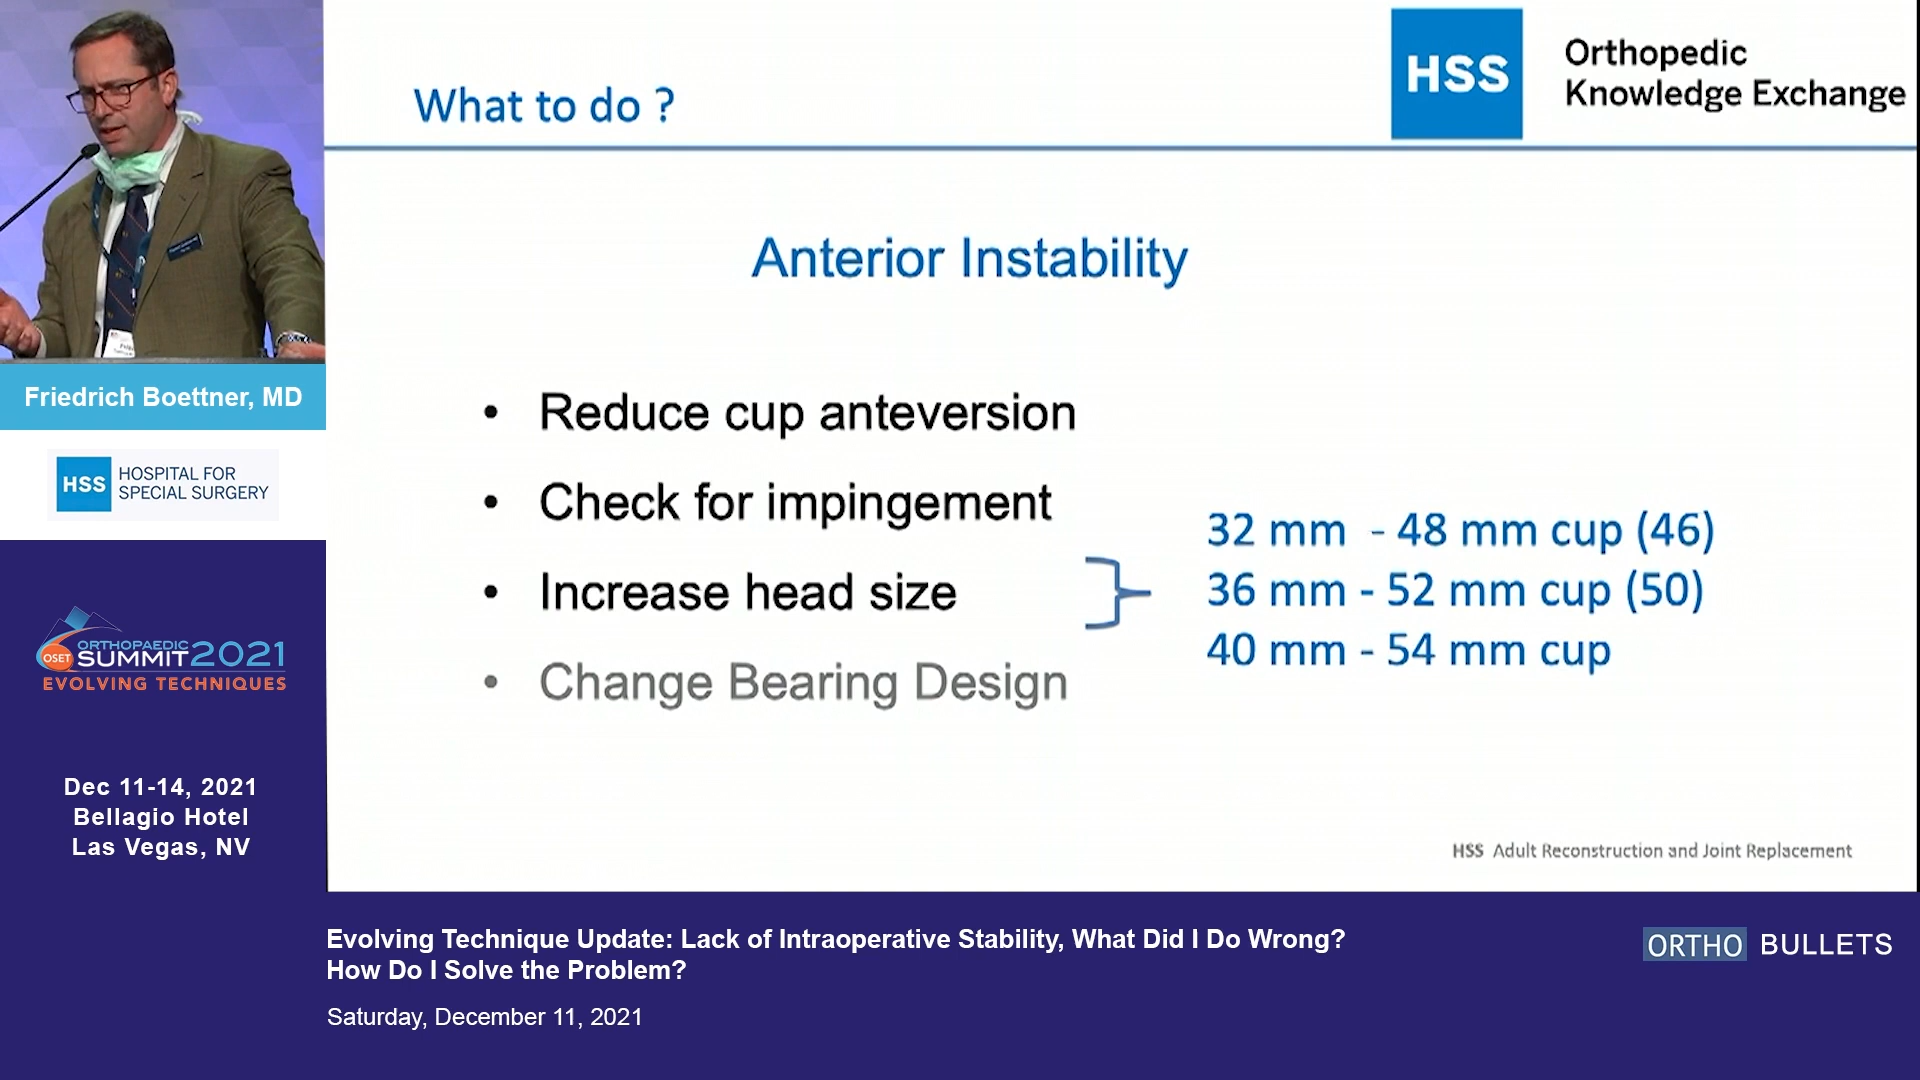 What to do ?
HSS
Orthopedic
Knowledge Exchange
Anterior Instability
• Reduce cup anteversion
• Check for impingement
• Increase head size
• Change Bearing Design
32 mm - 48 mm cup (46)
36 mm - 52 mm cup (50)
40 mm - 54 mm cup
HSS Adult Reconstruction and Joint Replacement
Friedrich Boettner, MD
HSS
HOSPITAL FOR
SPECIAL SURGERY
OSET
ORTHOPAEDIC
SUMMIT 2021
EVOLVING TECHNIQUES
Dec 11-14, 2021
Bellagio Hotel
Las Vegas, NV
Evolving Technique Update: Lack of Intraoperative Stability, What Did I Do Wrong?
How Do I Solve the Problem?
Saturday, December 11, 2021
ORTHO BULLETS